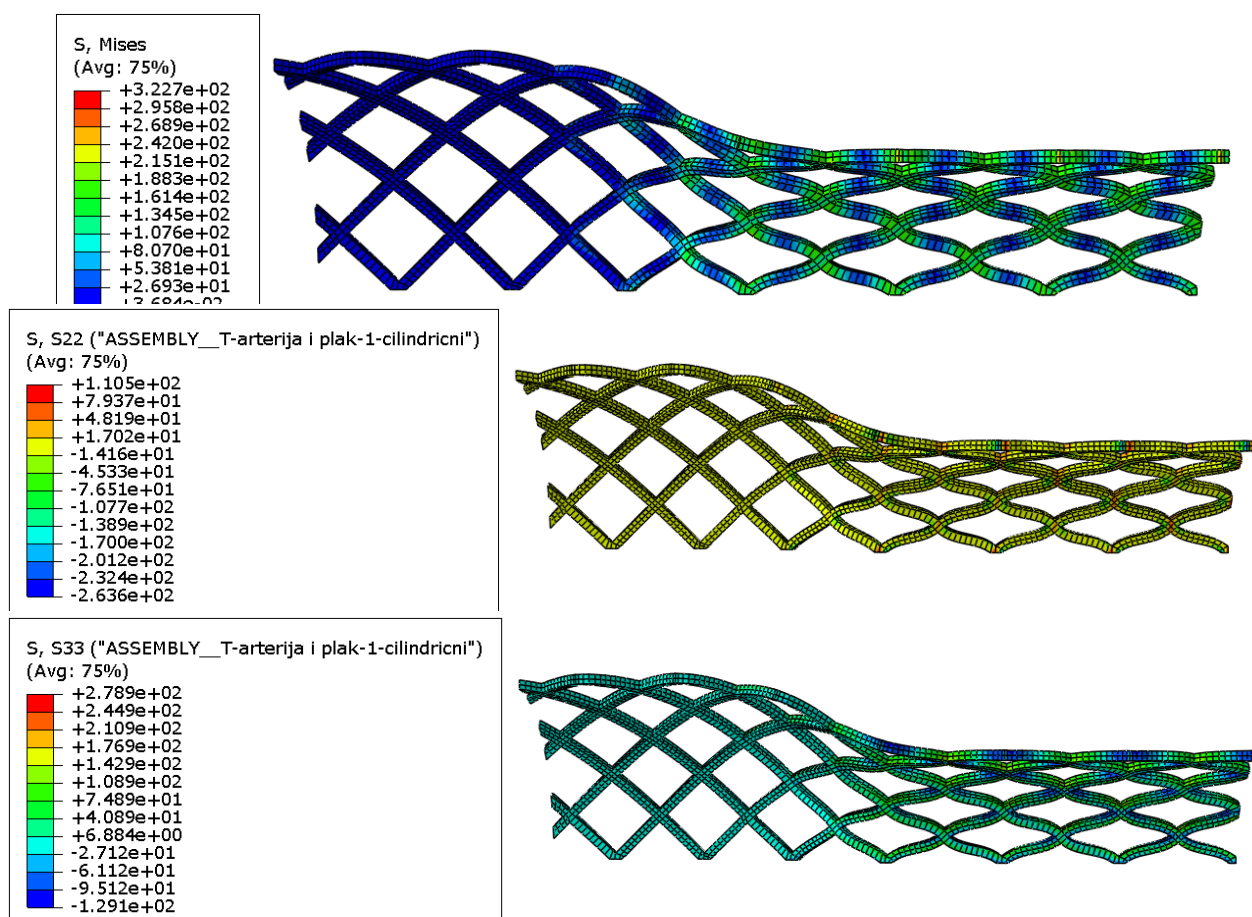 S, Mises
(Avg: 75%)
+3.227e+02
+2.958e+02
+2.689e+02
+2.420e+02
+2.151e+02
+1.883e+02
+1.614e+02
+1.345e+02
+1.076e+02
+8.070e+01
+5.381e+01
+2.693e+01
+3.684e-02
S, S22 ("ASSEMBLY__T-arterija i plak-1-cilindricni")
(Avg: 75%)
+1.105e+02
+7.937e+01
+4.819e+01
+1.702e+01
-1.416e+01
-4.533e+01
-7.651e+01
-1.077e+02
-1.389e+02
-1.700e+02
-2.012e+02
-2.324e+02
-2.636e+02
S, S33 ("ASSEMBLY__T-arterija i plak-1-cilindricni")
(Avg: 75%)
+2.789e+02
+2.449e+02
+2.109e+02
+1.769e+02
+1.429e+02
+1.089e+02
+7.489e+01
+4.089e+01
+6.884e+00
-2.712e+01
-6.112e+01
-9.512e+01
-1.291e+02